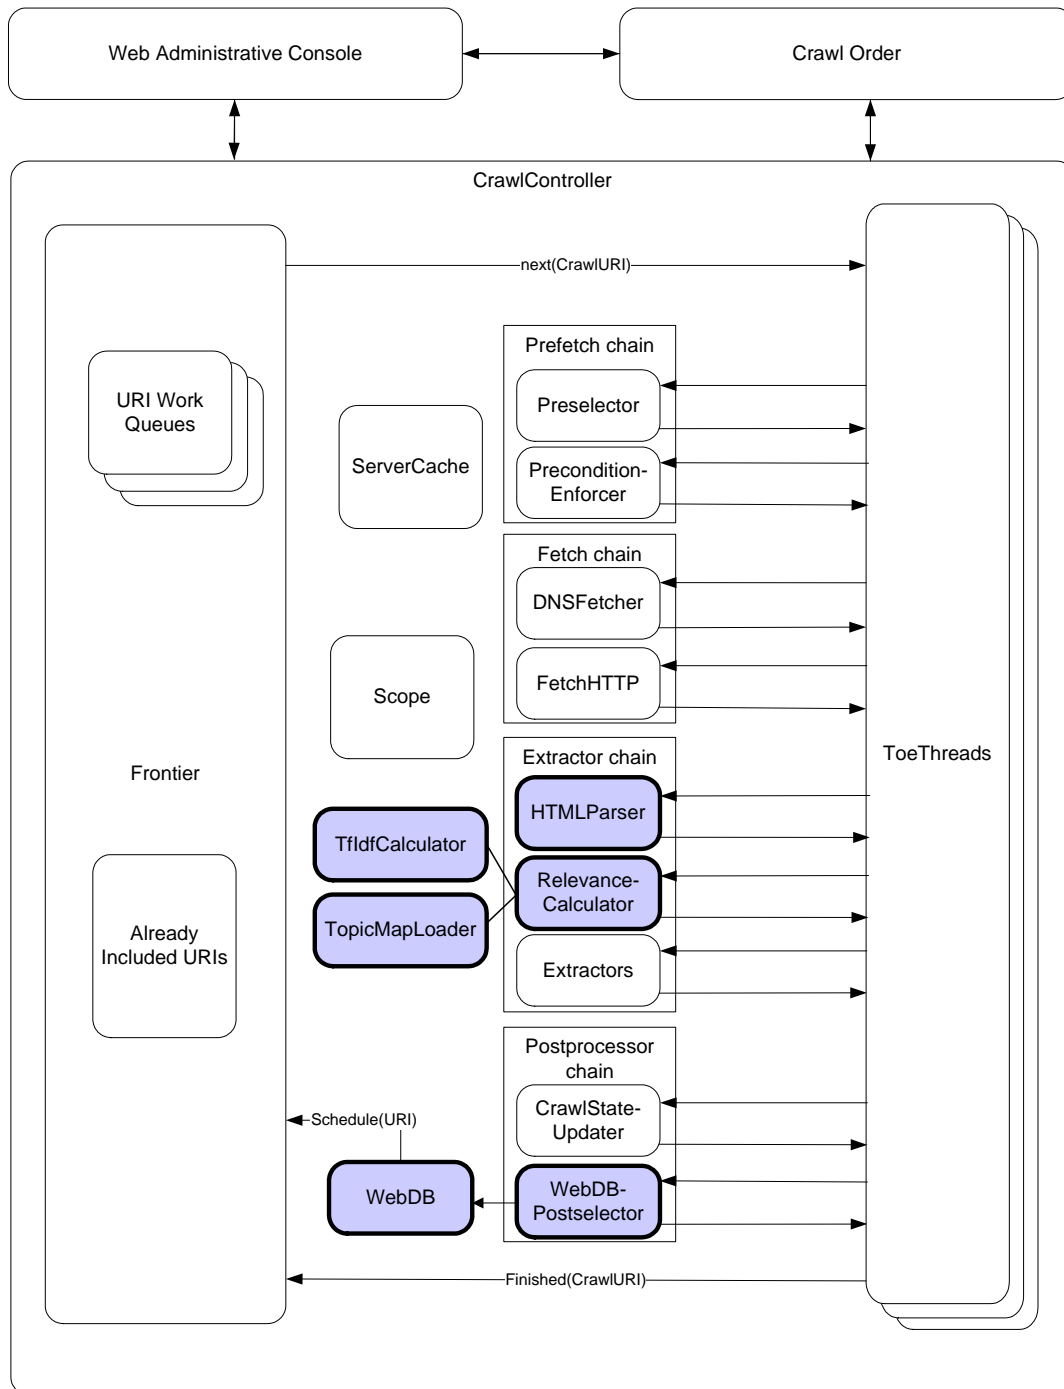 Web Administrative Console
Crawl Order
CrawlController
next(CrawlURI)
Prefetch chain
Preselector
Precondition-
Enforcer
URI Work
Queues
ServerCache
Fetch chain
DNSFetcher
FetchHTTP
Scope
ToeThreads
Frontier
Extractor chain
HTMLParser
TfIdfCalculator
Relevance-
Calculator
TopicMapLoader
Extractors
Already
Included URIs
Postprocessor
chain
CrawlState-
Updater
Schedule(URI)
WebDB
WebDB-
Postselector
Finished(CrawlURI)